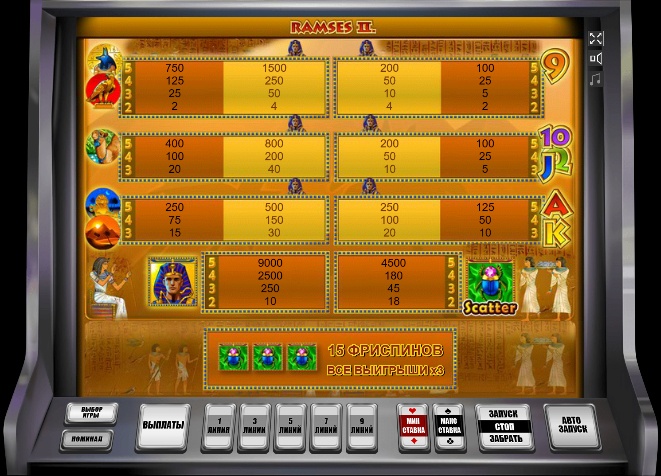 RAMSES II.
5 750 1500 200 100 5 9
4 125 250 50 25 4
3 25 50 10 5 3
2 2 4 4 2 2
5 400 800 200 100 5 10
4 100 200 50 25 4 J
3 20 40 10 5 3
5 250 500 250 125 5 A
4 75 150 100 50 4 K
3 15 30 20 10 3
5 9000 4500 5
4 2500 180 4
3 250 45 3
2 10 18 2
Scatter
15 ФРИСПИНОВ
ВСЕ ВЫИГРЫШИ x3
ВЫБОР ИГРЫ
НОМИНАЛ
ВЫПЛАТЫ
1 ЛИНИЯ
3 ЛИНИИ
5 ЛИНИЙ
7 ЛИНИЙ
9 ЛИНИЙ
МИН СТАВКА
МАКС СТАВКА
ЗАПУСК
СТОП
ЗАБРАТЬ
АВТО ЗАПУСК